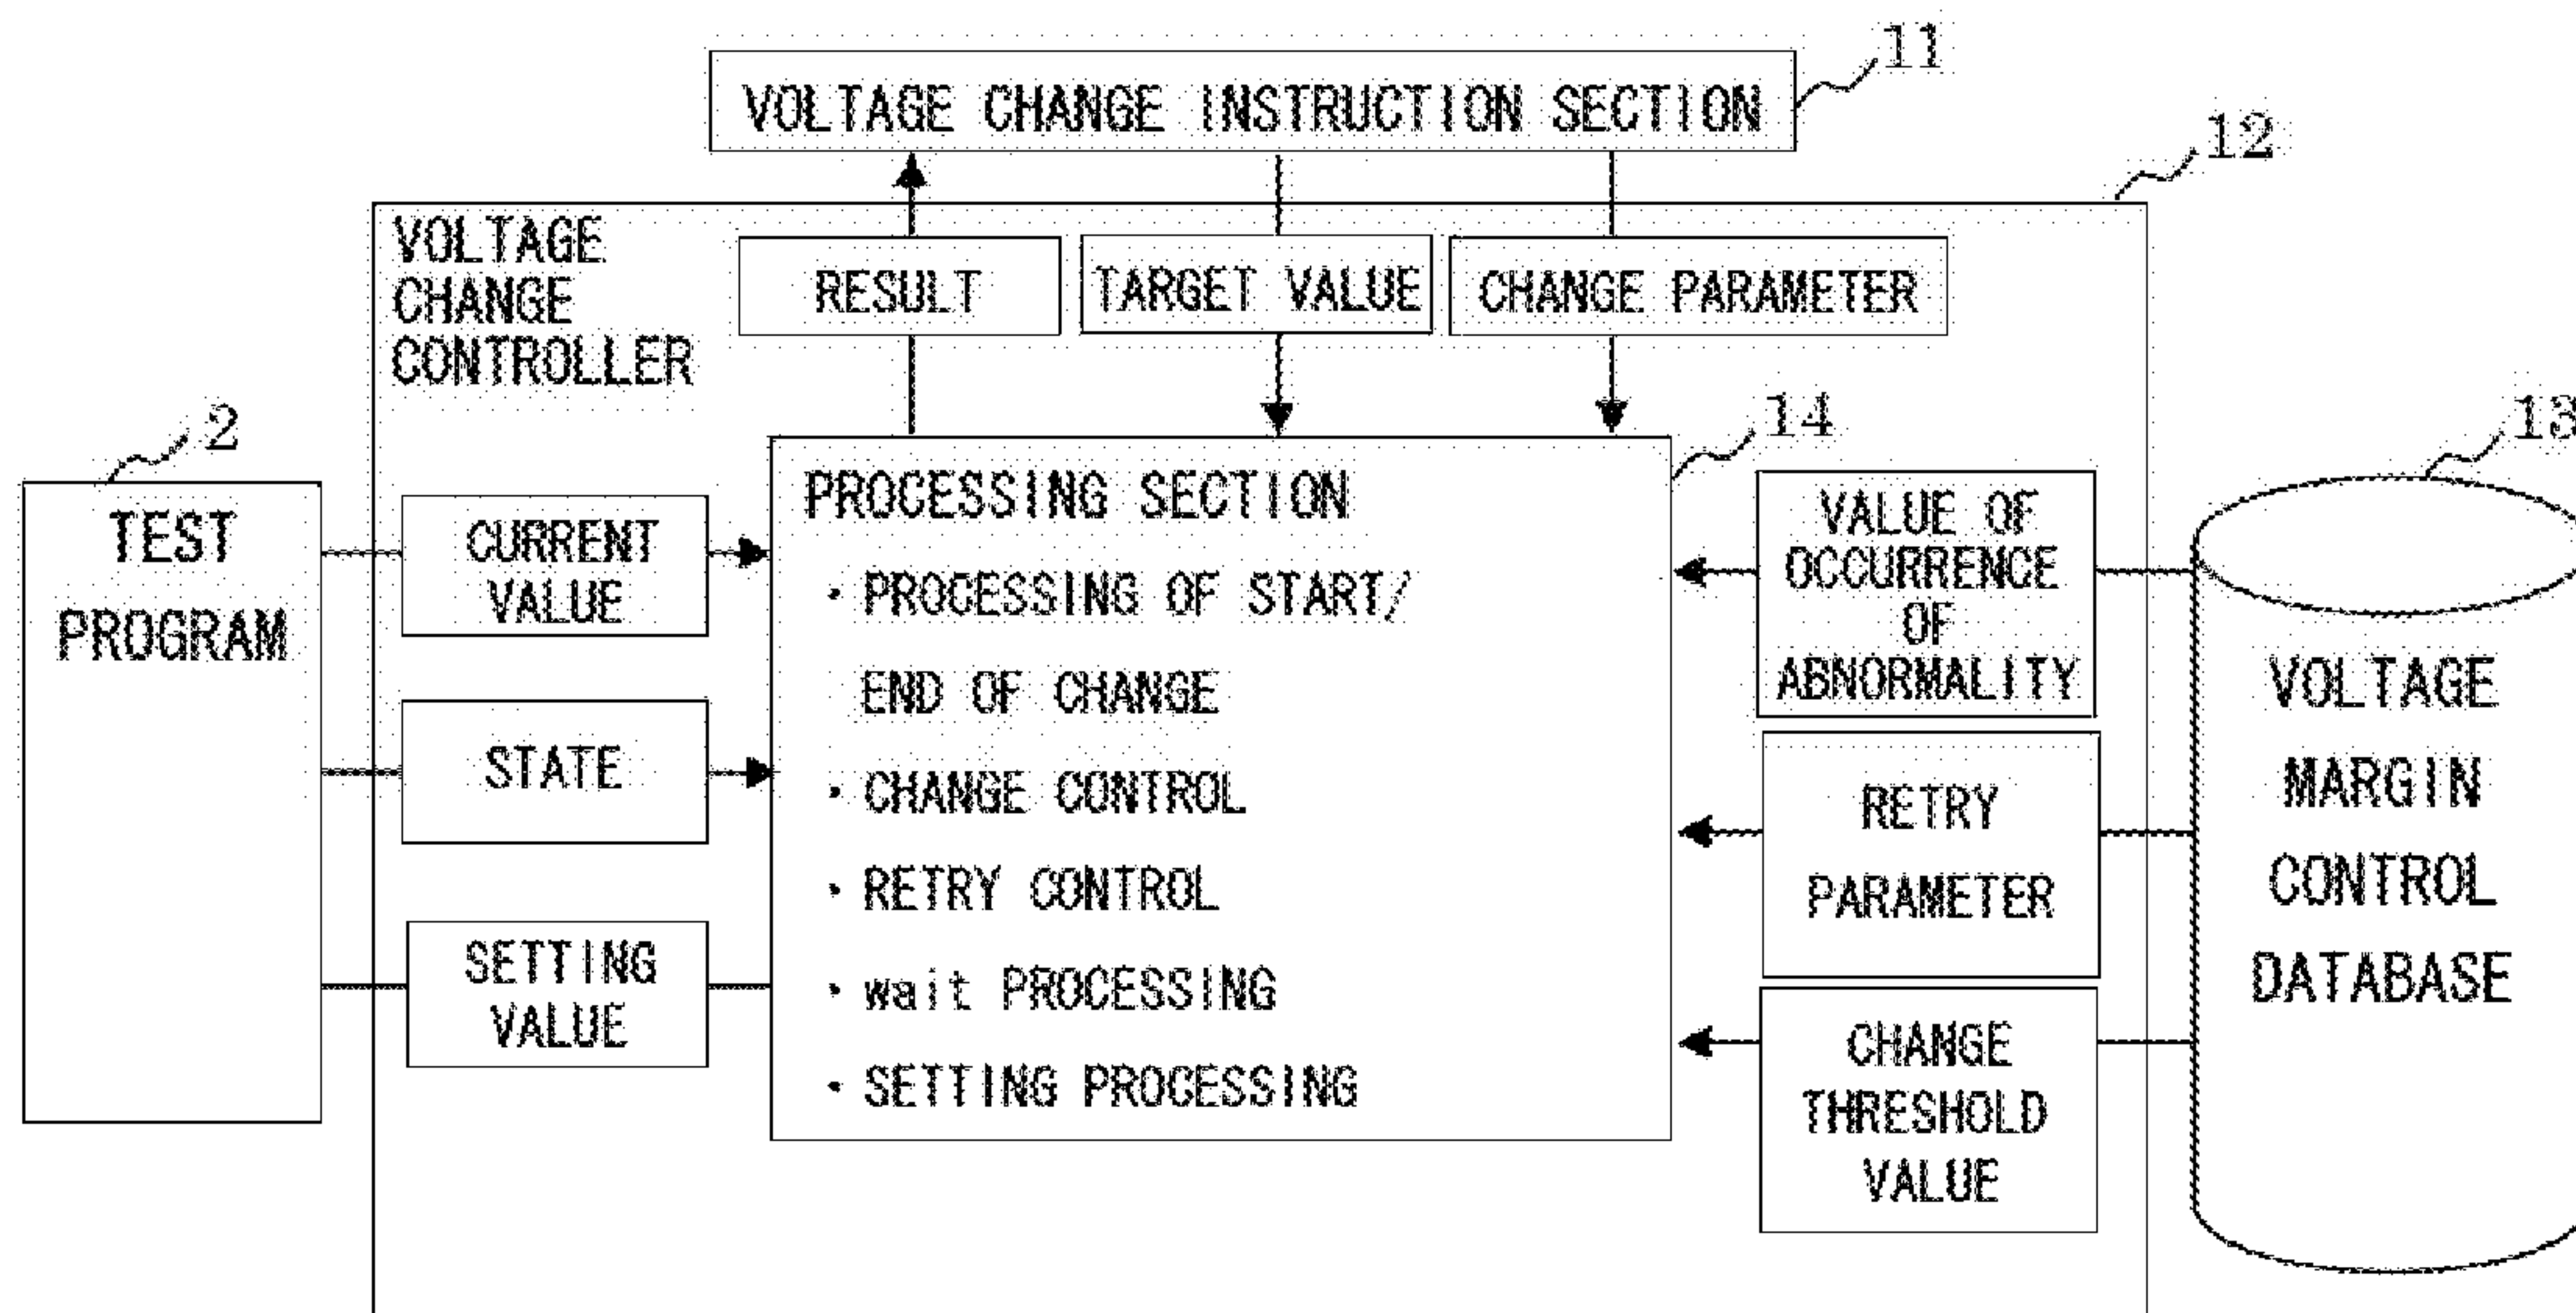 11
VOLTAGE CHANGE INSTRUCTION SECTION
12
VOLTAGE
CHANGE
CONTROLLER
RESULT
TARGET VALUE
CHANGE PARAMETER
2
TEST
PROGRAM
CURRENT
VALUE
STATE
SETTING
VALUE
14
PROCESSING SECTION
・PROCESSING OF START/
END OF CHANGE
・CHANGE CONTROL
・RETRY CONTROL
・wait PROCESSING
・SETTING PROCESSING
VALUE OF
OCCURRENCE
OF
ABNORMALITY
RETRY
PARAMETER
CHANGE
THRESHOLD
VALUE
13
VOLTAGE
MARGIN
CONTROL
DATABASE